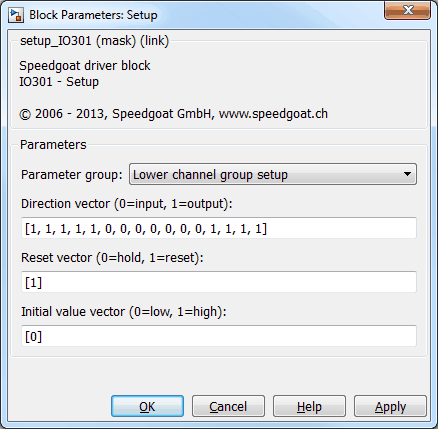 Block Parameters: Setup
setup_IO301 (mask) (link)
Speedgoat driver block
IO301 - Setup
© 2006 - 2013, Speedgoat GmbH, www.speedgoat.ch
Parameters
Parameter group: Lower channel group setup
Direction vector (0=input, 1=output):
[1, 1, 1, 1, 1, 0, 0, 0, 0, 0, 0, 0, 1, 1, 1, 1]
Reset vector (0=hold, 1=reset):
[1]
Initial value vector (0=low, 1=high):
[0]
OK Cancel Help Apply